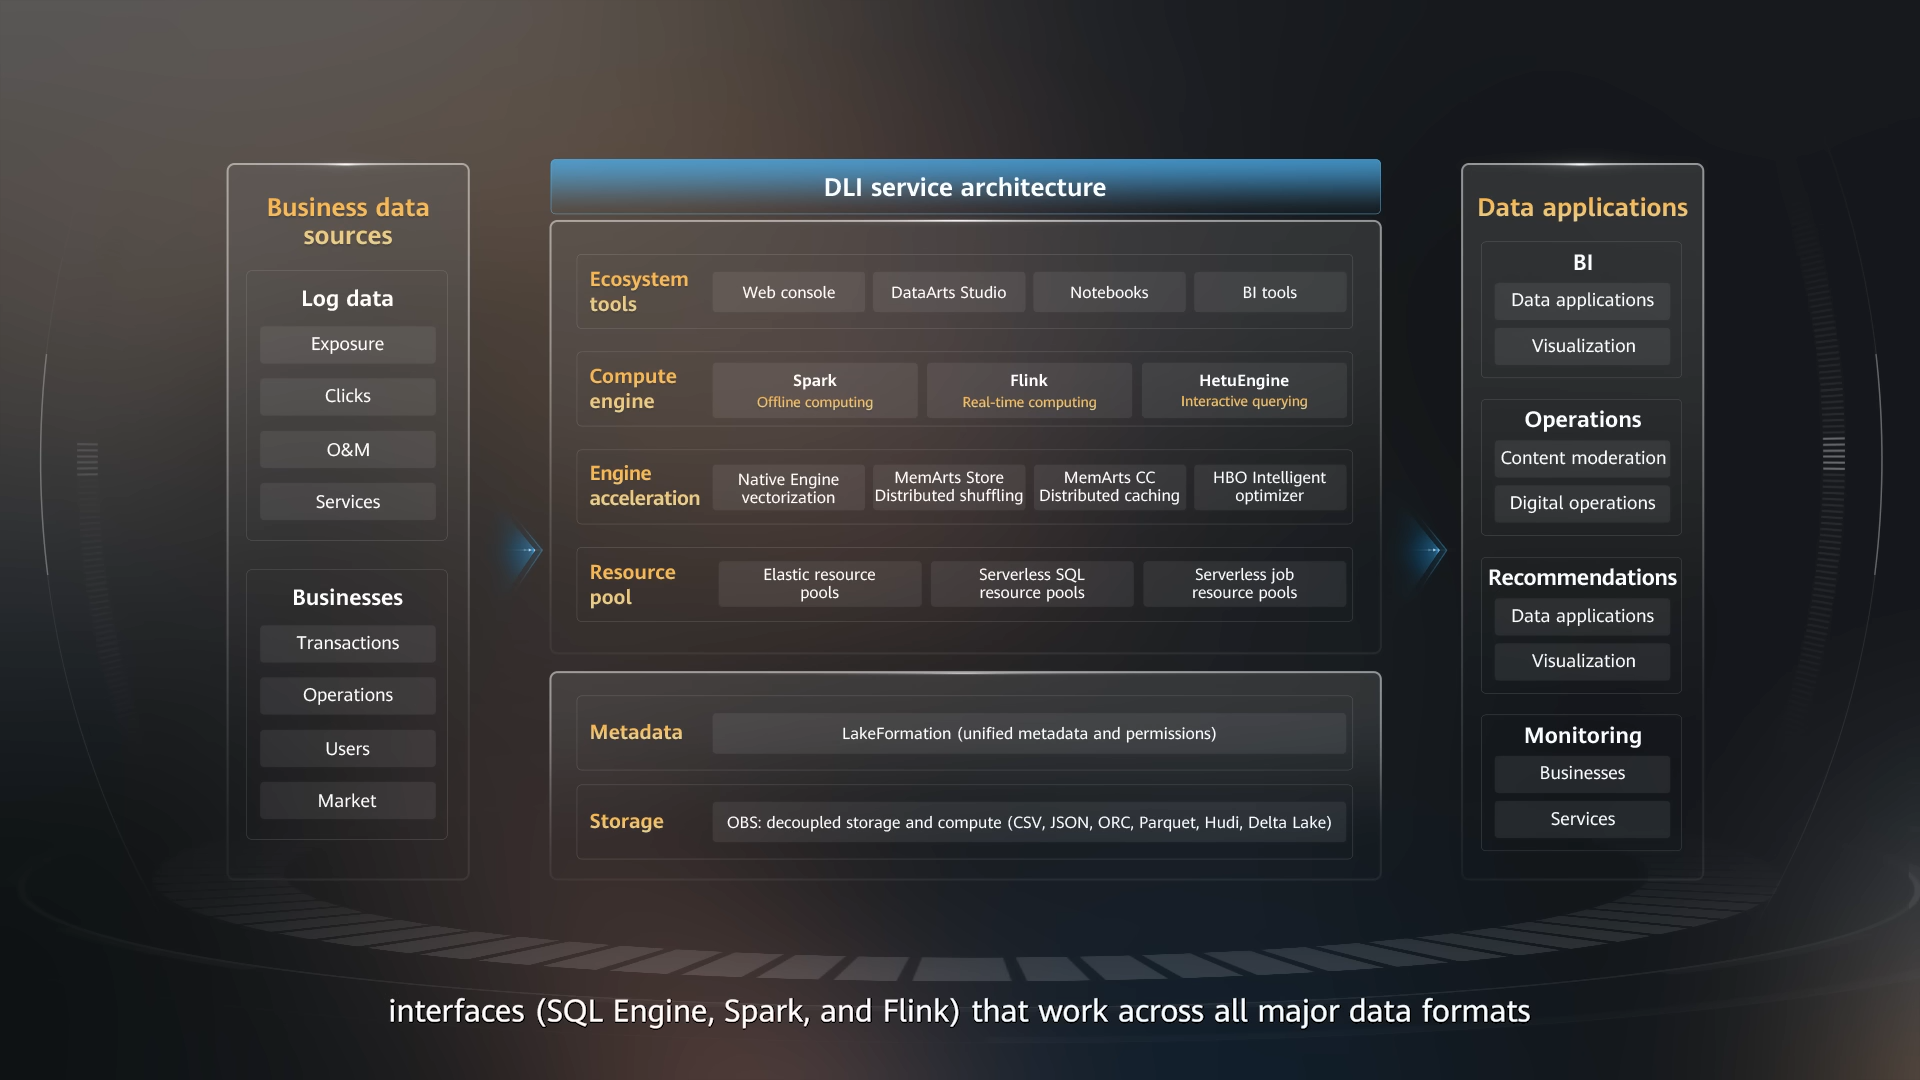 Business data
sources
Log data
Exposure
Clicks
O&M
Services
Businesses
Transactions
Operations
Users
Market
DLI service architecture
Ecosystem
tools
Web console
DataArts Studio
Notebooks
BI tools
Compute
engine
Spark
Offline computing
Flink
Real-time computing
HetuEngine
Interactive querying
Engine
acceleration
Native Engine
vectorization
MemArts Store
Distributed shuffling
MemArts CC
Distributed caching
HBO Intelligent
optimizer
Resource
pool
Elastic resource
pools
Serverless SQL
resource pools
Serverless job
resource pools
Metadata
LakeFormation (unified metadata and permissions)
Storage
OBS: decoupled storage and compute (CSV, JSON, ORC, Parquet, Hudi, Delta Lake)
Data applications
BI
Data applications
Visualization
Operations
Content moderation
Digital operations
Recommendations
Data applications
Visualization
Monitoring
Businesses
Services
interfaces (SQL Engine, Spark, and Flink) that work across all major data formats